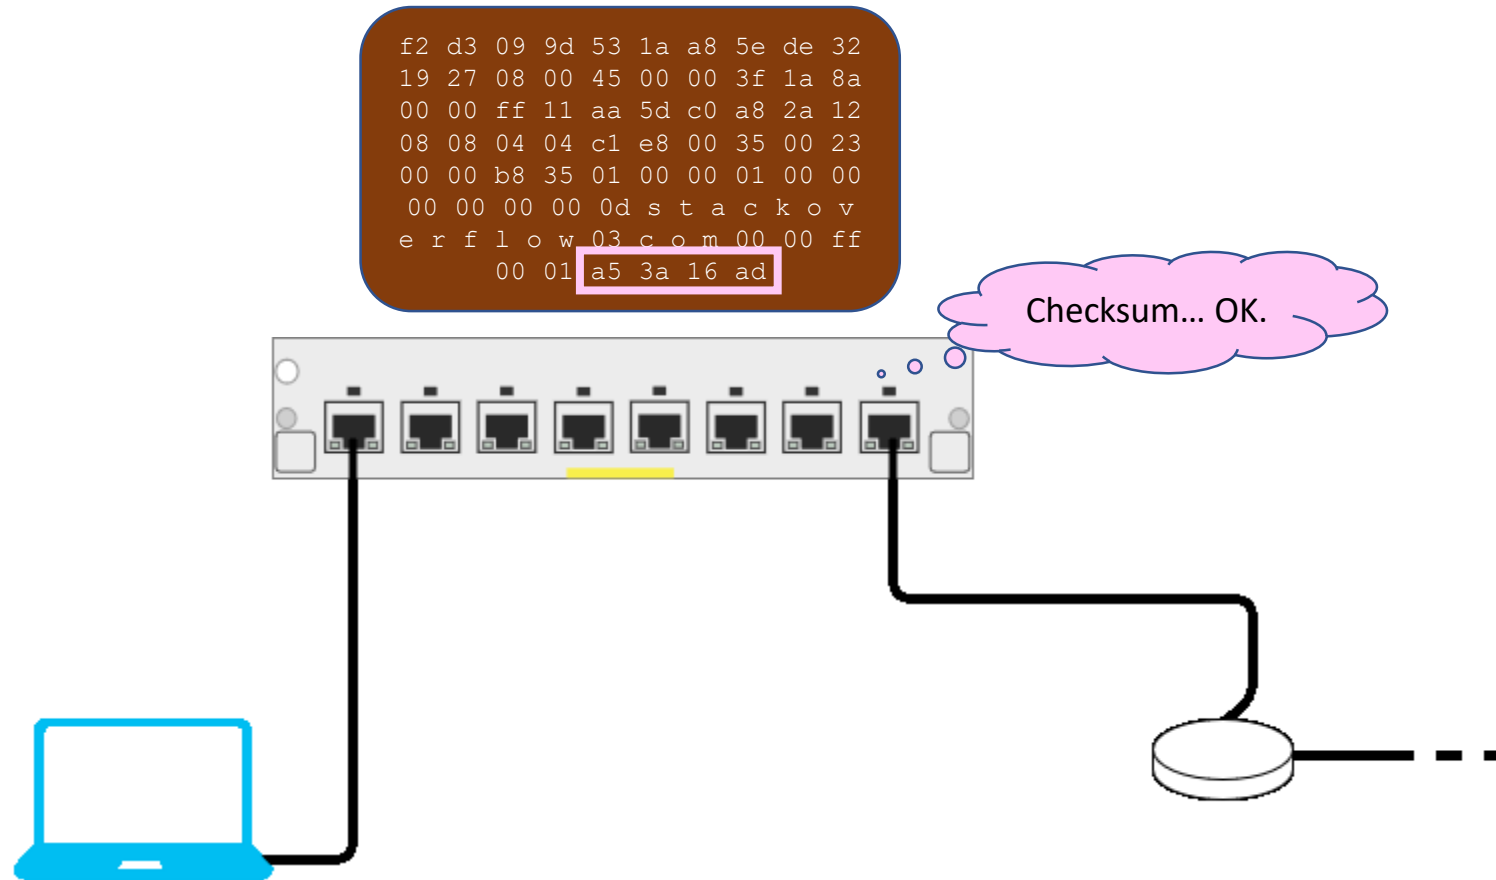 f2 d3 09 9d 53 1a a8 5e de 32
19 27 08 00 45 00 00 3f 1a 8a
00 00 ff 11 aa 5d c0 a8 2a 12
08 08 04 04 c1 e8 00 35 00 23
00 00 b8 35 01 00 00 01 00 00
00 00 00 00 0d s t a c k o v
e r f l o w 03 c o m 00 00 ff
00 01 a5 3a 16 ad
Checksum… OK.